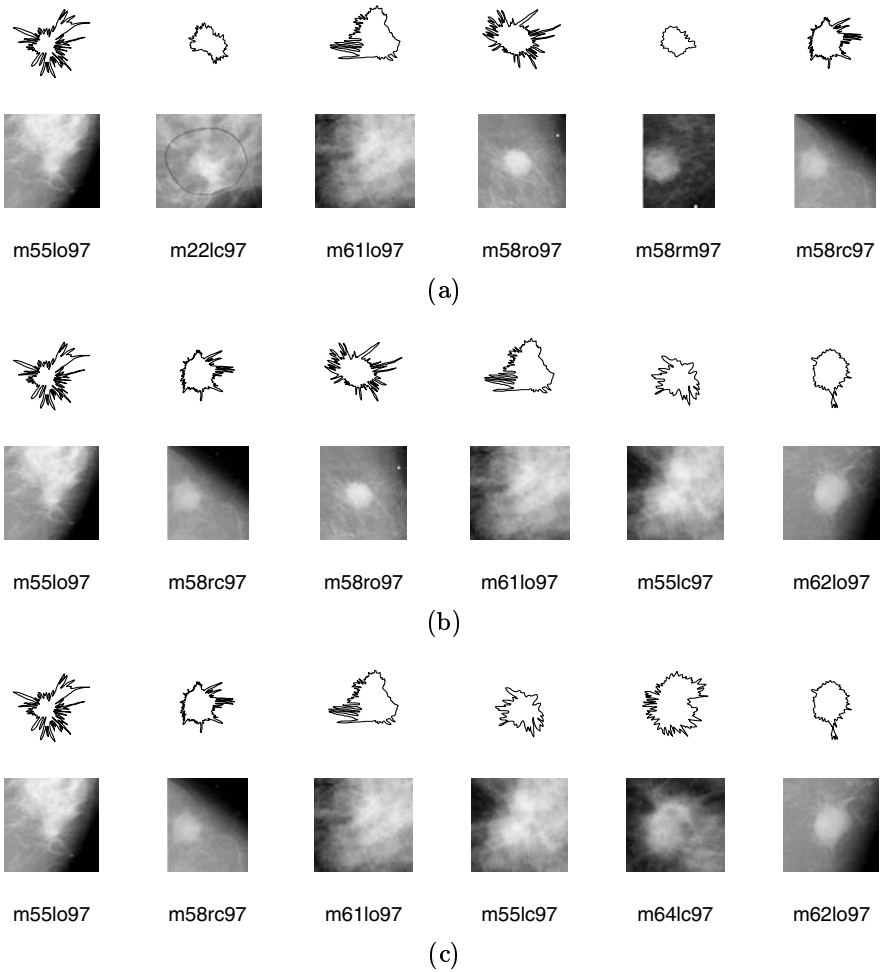 m55lo97 m22lc97 m61lo97 m58ro97 m58rm97 m58rc97
(a)
m55lo97 m58rc97 m58ro97 m61lo97 m55lc97 m62lo97
(b)
m55lo97 m58rc97 m61lo97 m55lc97 m64lc97 m62lo97
(c)